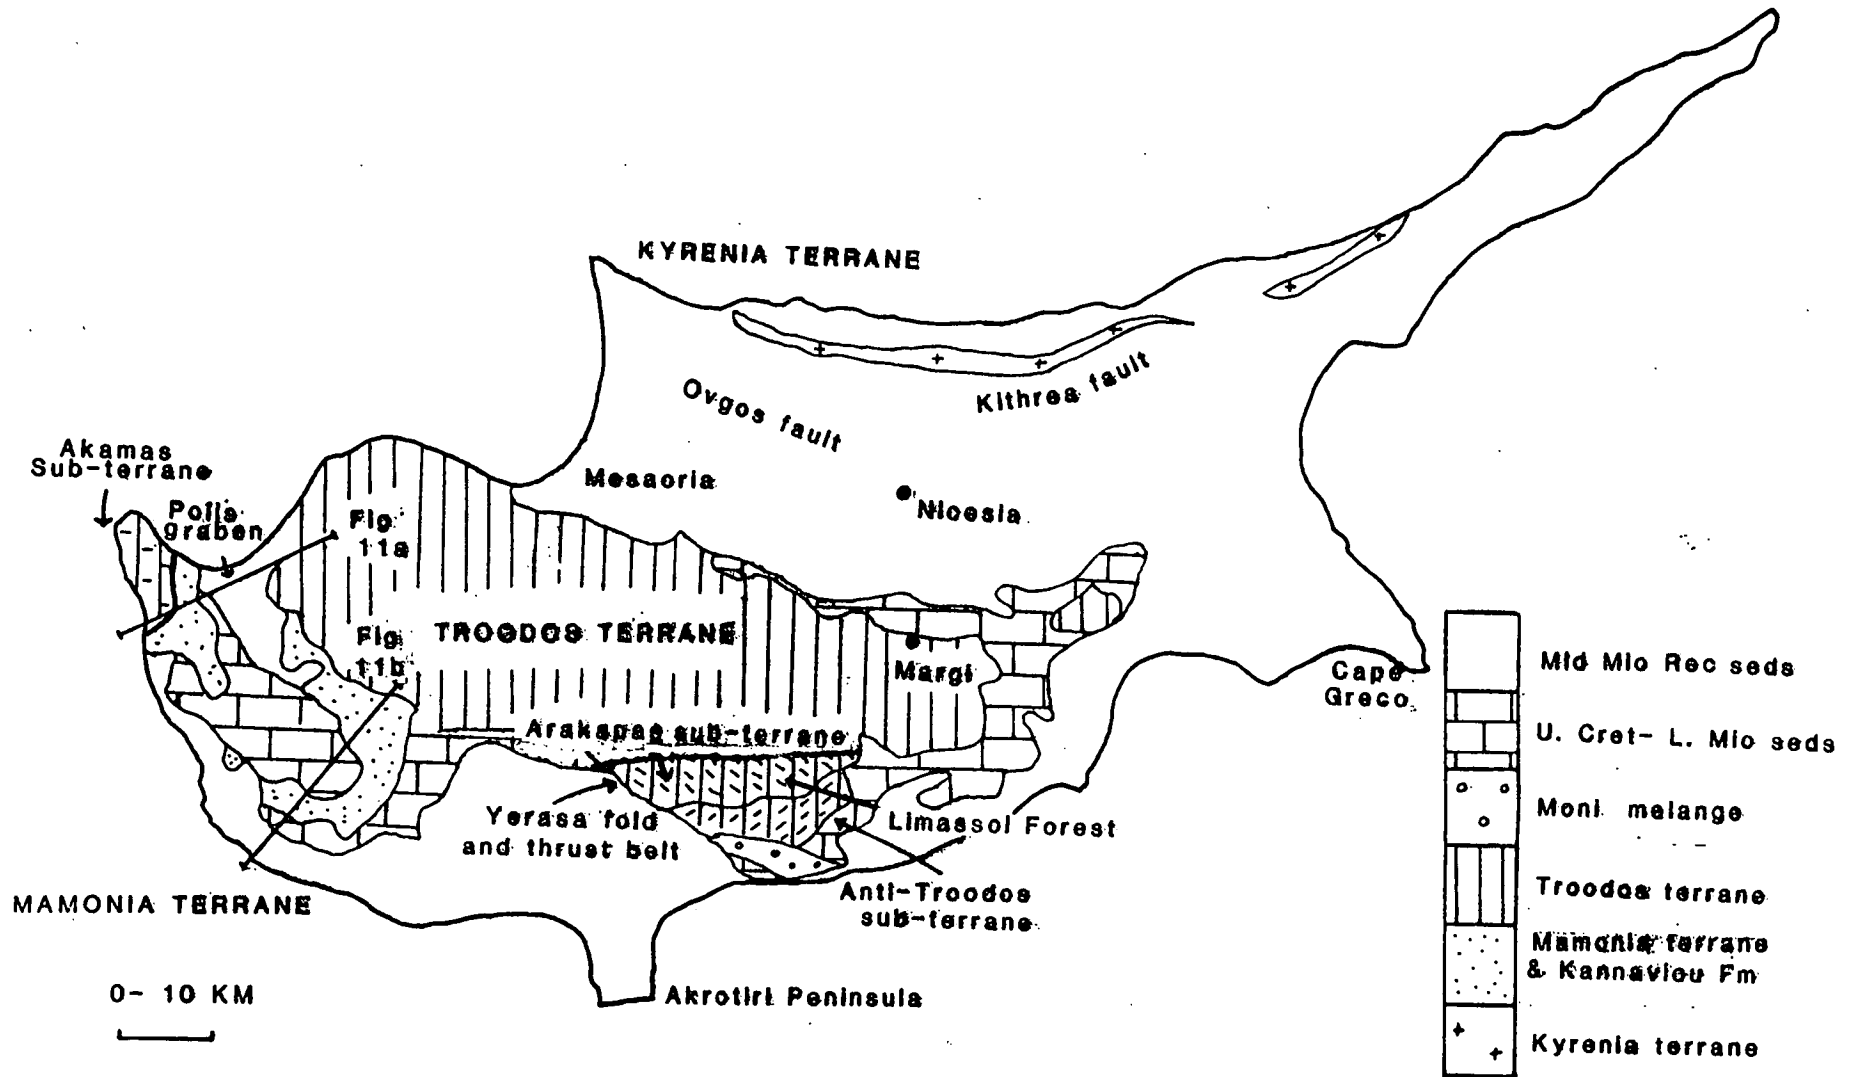 KYRENIA TERRANE
Ovgos fault
Kithrea fault
Akamas
Sub-terrane
Polis
graben
Mesaoria
Nicosia
Fig
11a
Fig
11b
TROODOS TERRANE
Margi
Cape
Greco
Arakapas sub-terrane
Yerasa fold
and thrust belt
Limassol Forest
Anti-Troodos
sub-terrane
MAMONIA TERRANE
0- 10 KM
Akrotiri Peninsula
Mid Mio Rec seds
U. Cret- L. Mio seds
Moni melange
Troodos terrane
Mamonia terrane
& Kannaviou Fm
Kyrenia terrane